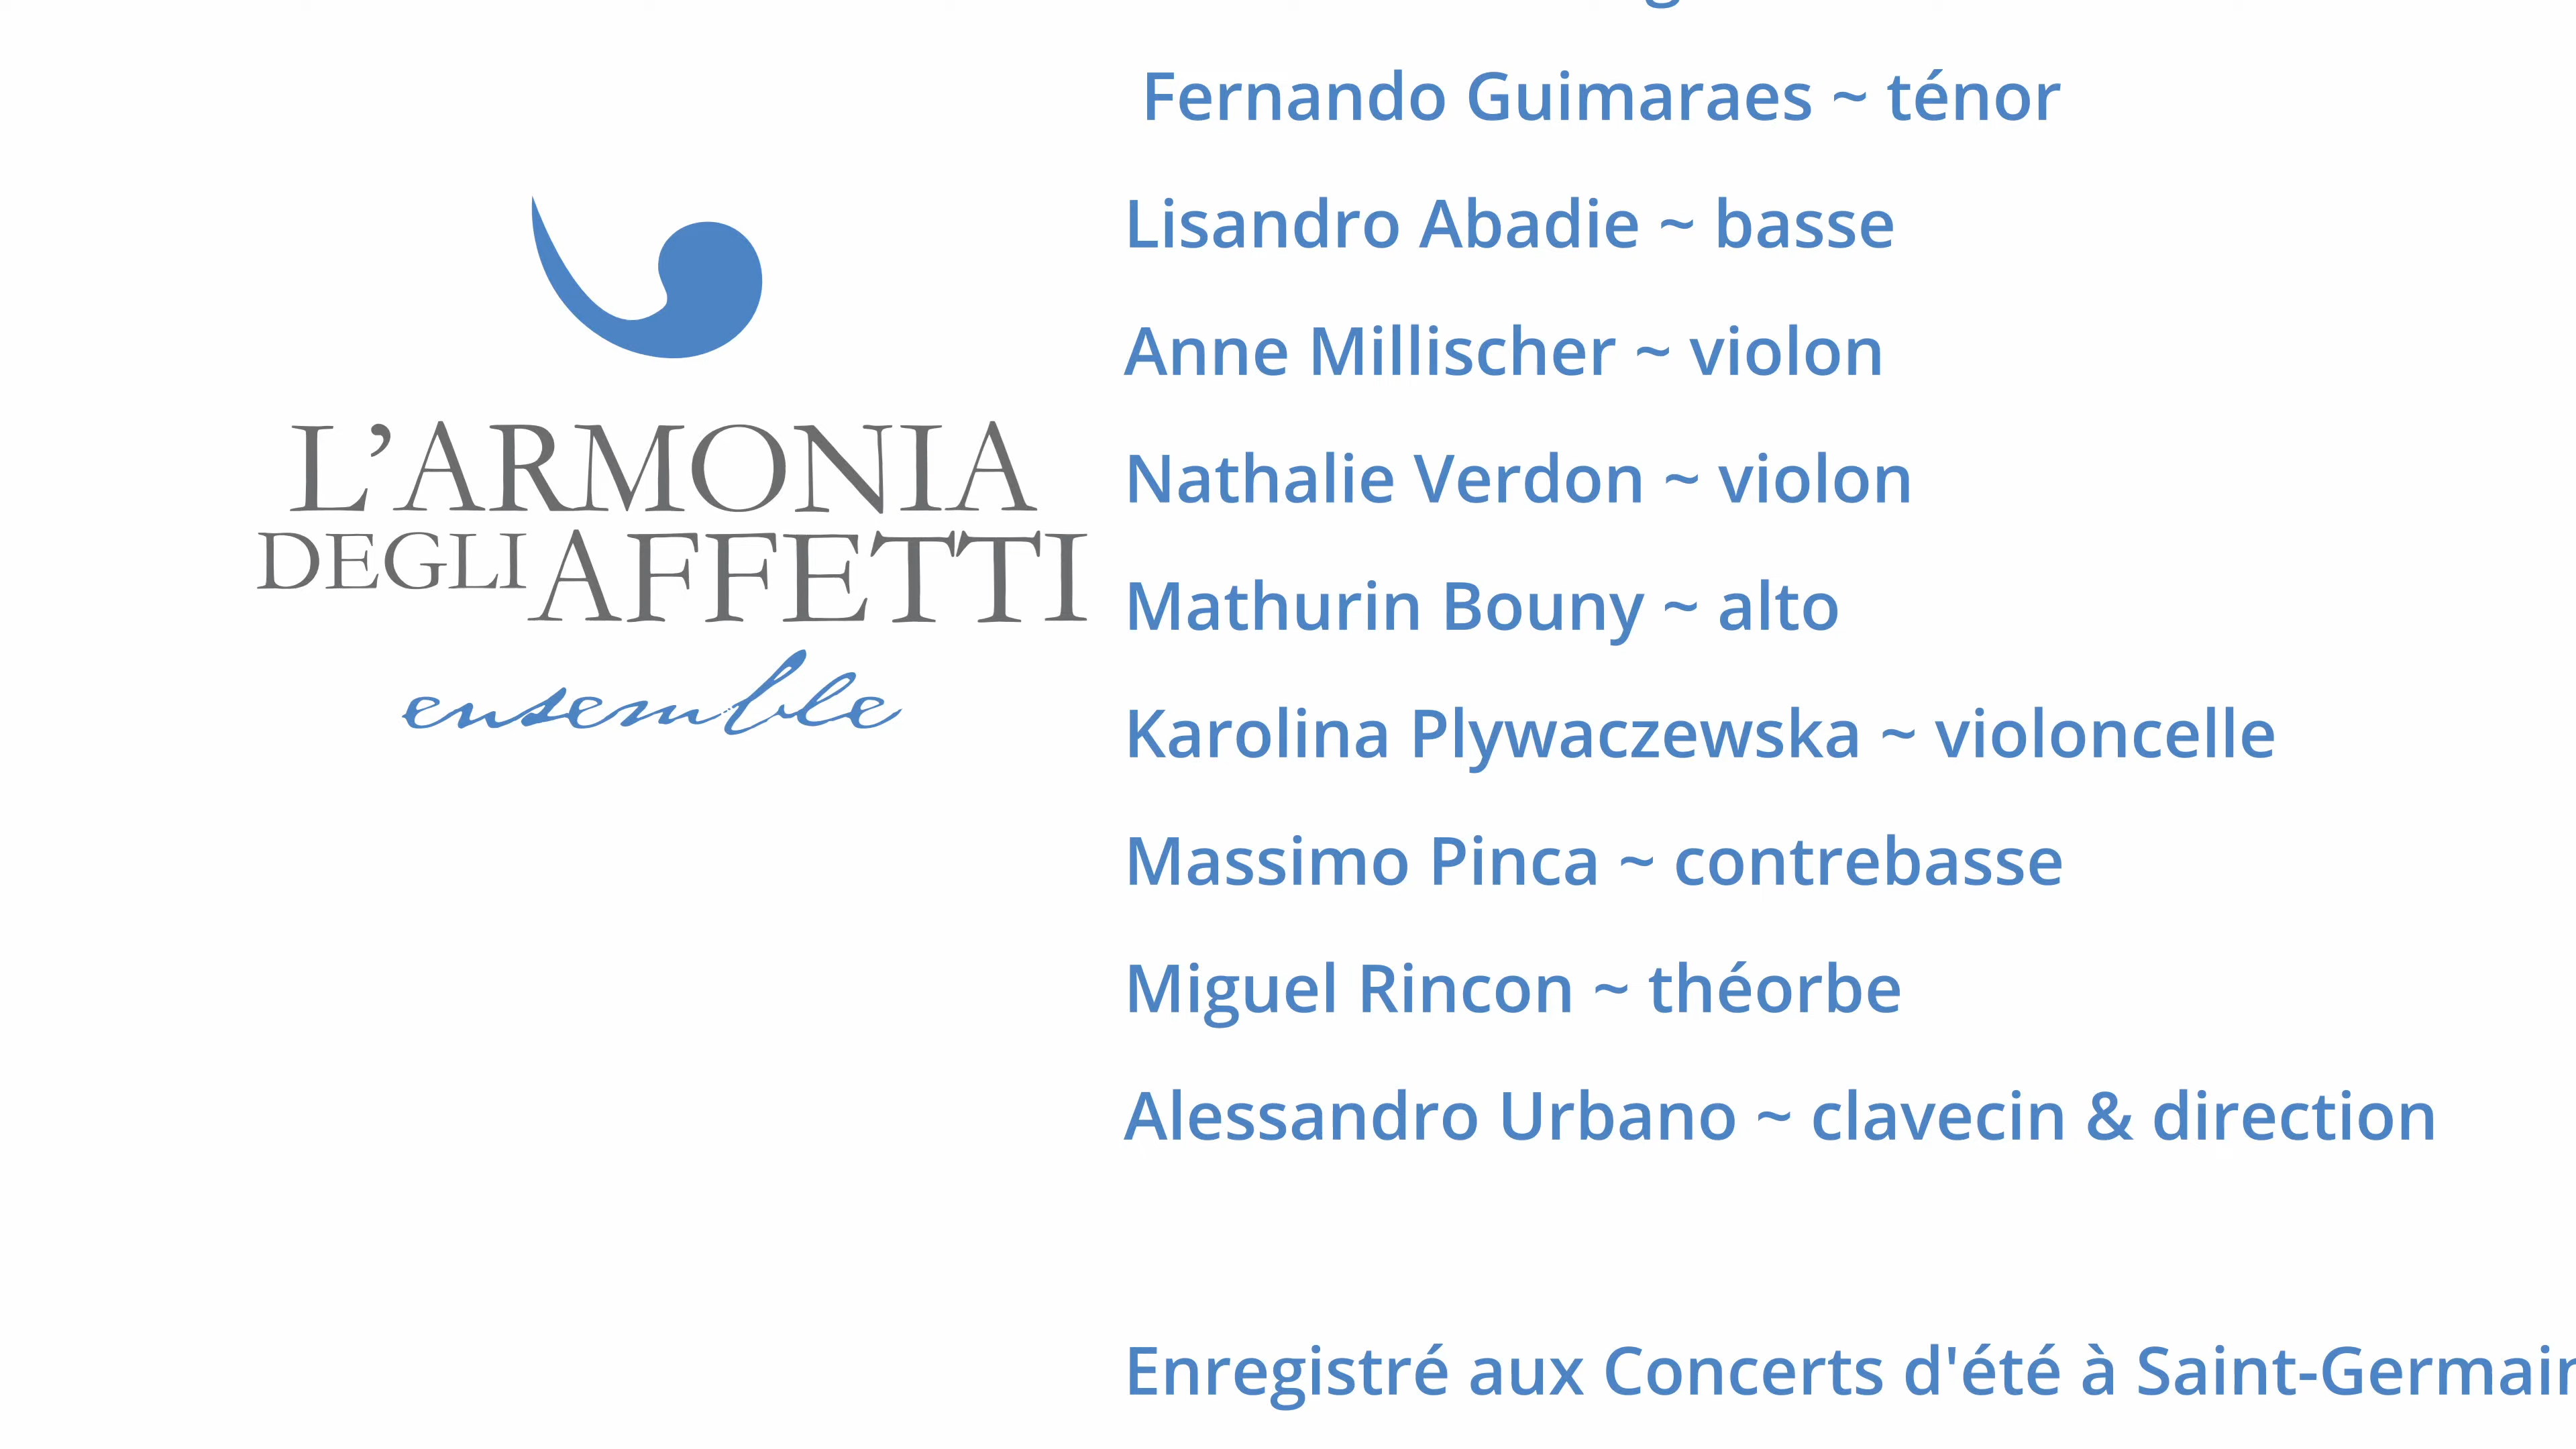 Fernando Guimaraes ~ ténor
Lisandro Abadie ~ basse
Anne Millischer ~ violon
Nathalie Verdon ~ violon
Mathurin Bouny ~ alto
Karolina Plywaczewska ~ violoncelle
Massimo Pinca ~ contrebasse
Miguel Rincon ~ théorbe
Alessandro Urbano ~ clavecin & direction
Enregistré aux Concerts d'été à Saint-Germain
L'ARMONIA
DEGLI AFFETTI
ensemble